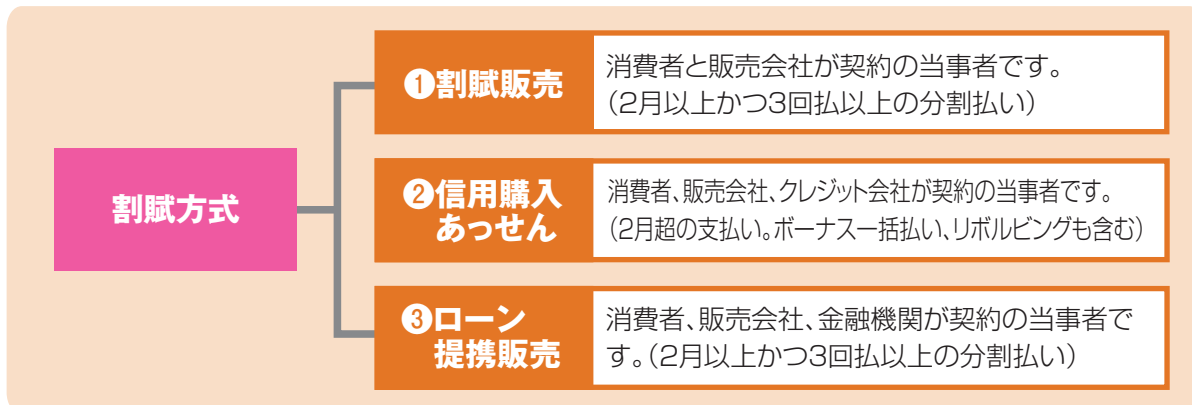 割賦方式
❶割賦販売
消費者と販売会社が契約の当事者です。
（2月以上かつ3回払以上の分割払い）
❷信用購入
あっせん
消費者、販売会社、クレジット会社が契約の当事者です。
（2月超の支払い。ボーナス一括払い、リボルビングも含む）
❸ローン
提携販売
消費者、販売会社、金融機関が契約の当事者で
す。（2月以上かつ3回払以上の分割払い）